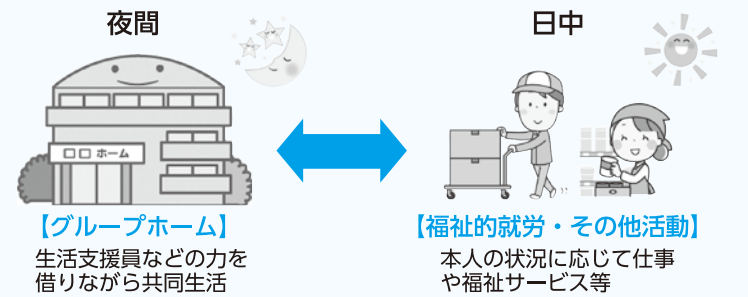 夜間
日中
□□ホーム
【グループホーム】
生活支援員などの力を
借りながら共同生活
【福祉的就労・その他活動】
本人の状況に応じて仕事
や福祉サービス等